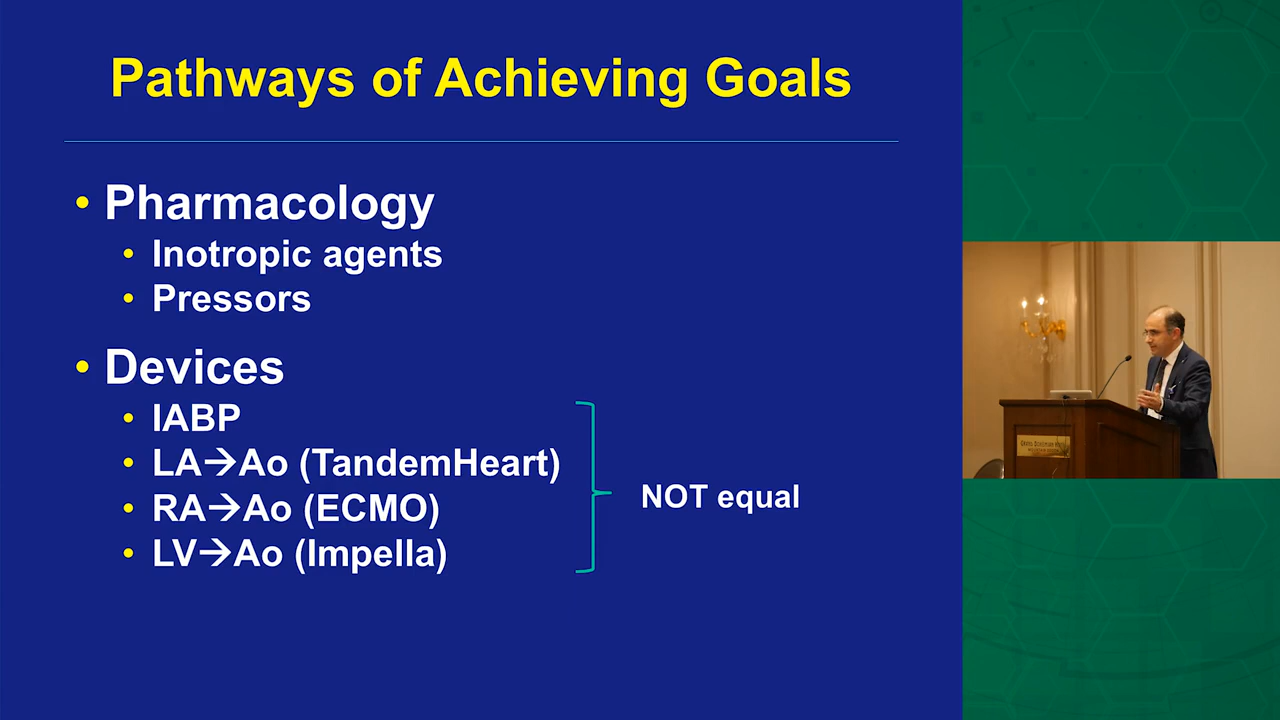 Pathways of Achieving Goals
• Pharmacology
• Inotropic agents
• Pressors
• Devices
• IABP
• LA→Ao (TandemHeart)
• RA→Ao (ECMO)
• LV→Ao (Impella)
NOT equal